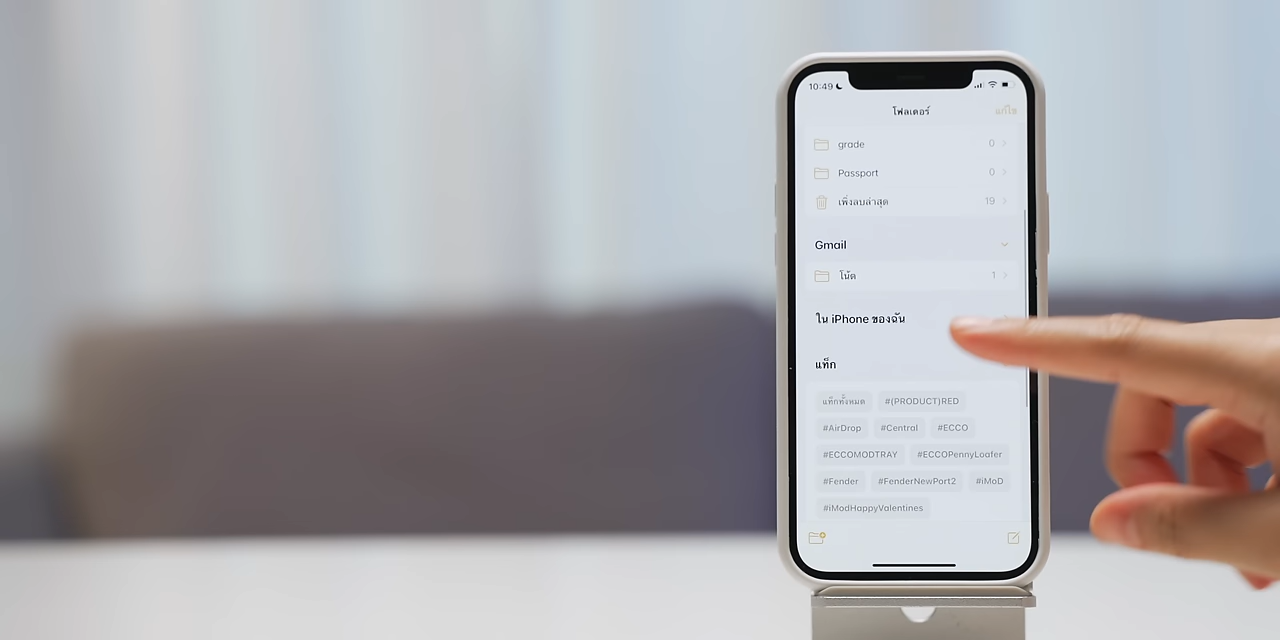 10:49
โฟลเดอร์ แก้ไข
grade 0
Passport 0
เพิ่งลบล่าสุด 19
Gmail
โน้ต 1
ใน iPhone ของฉัน
แท็ก
แท็กทั้งหมด #(PRODUCT)RED
#AirDrop #Central #ECCO
#ECCOMODTRAY #ECCOPennyLoafer
#Fender #FenderNewPort2 #iMoD
#iModHappyValentines